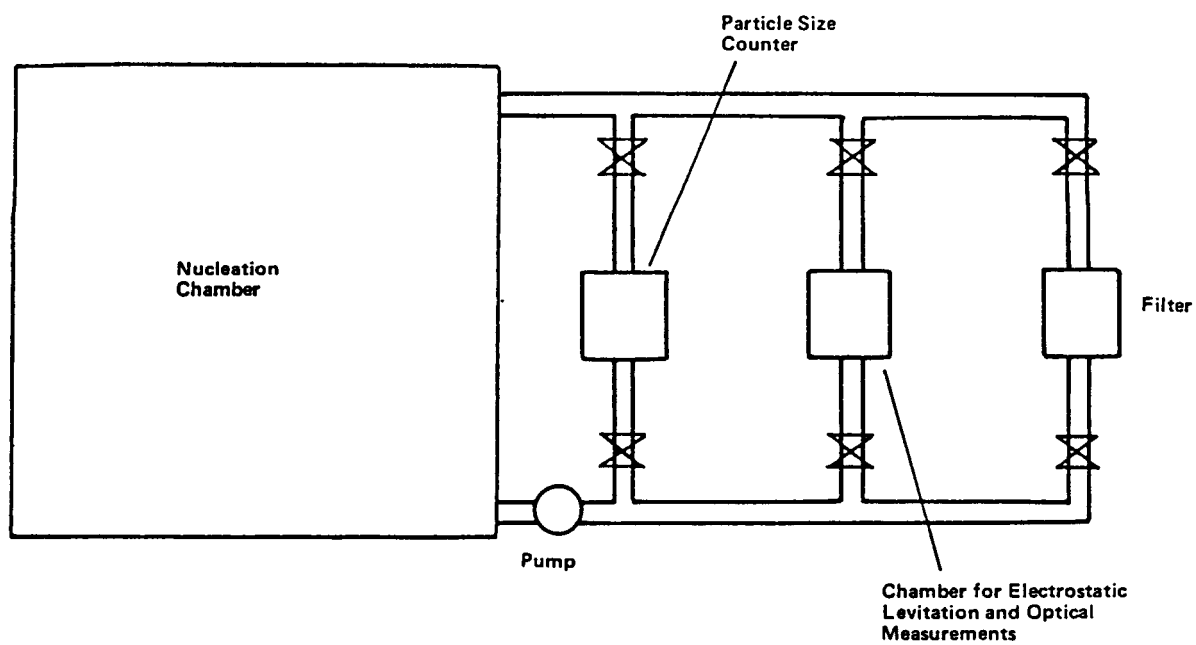 Particle Size
Counter
Nucleation
Chamber
Filter
Pump
Chamber for Electrostatic
Levitation and Optical
Measurements